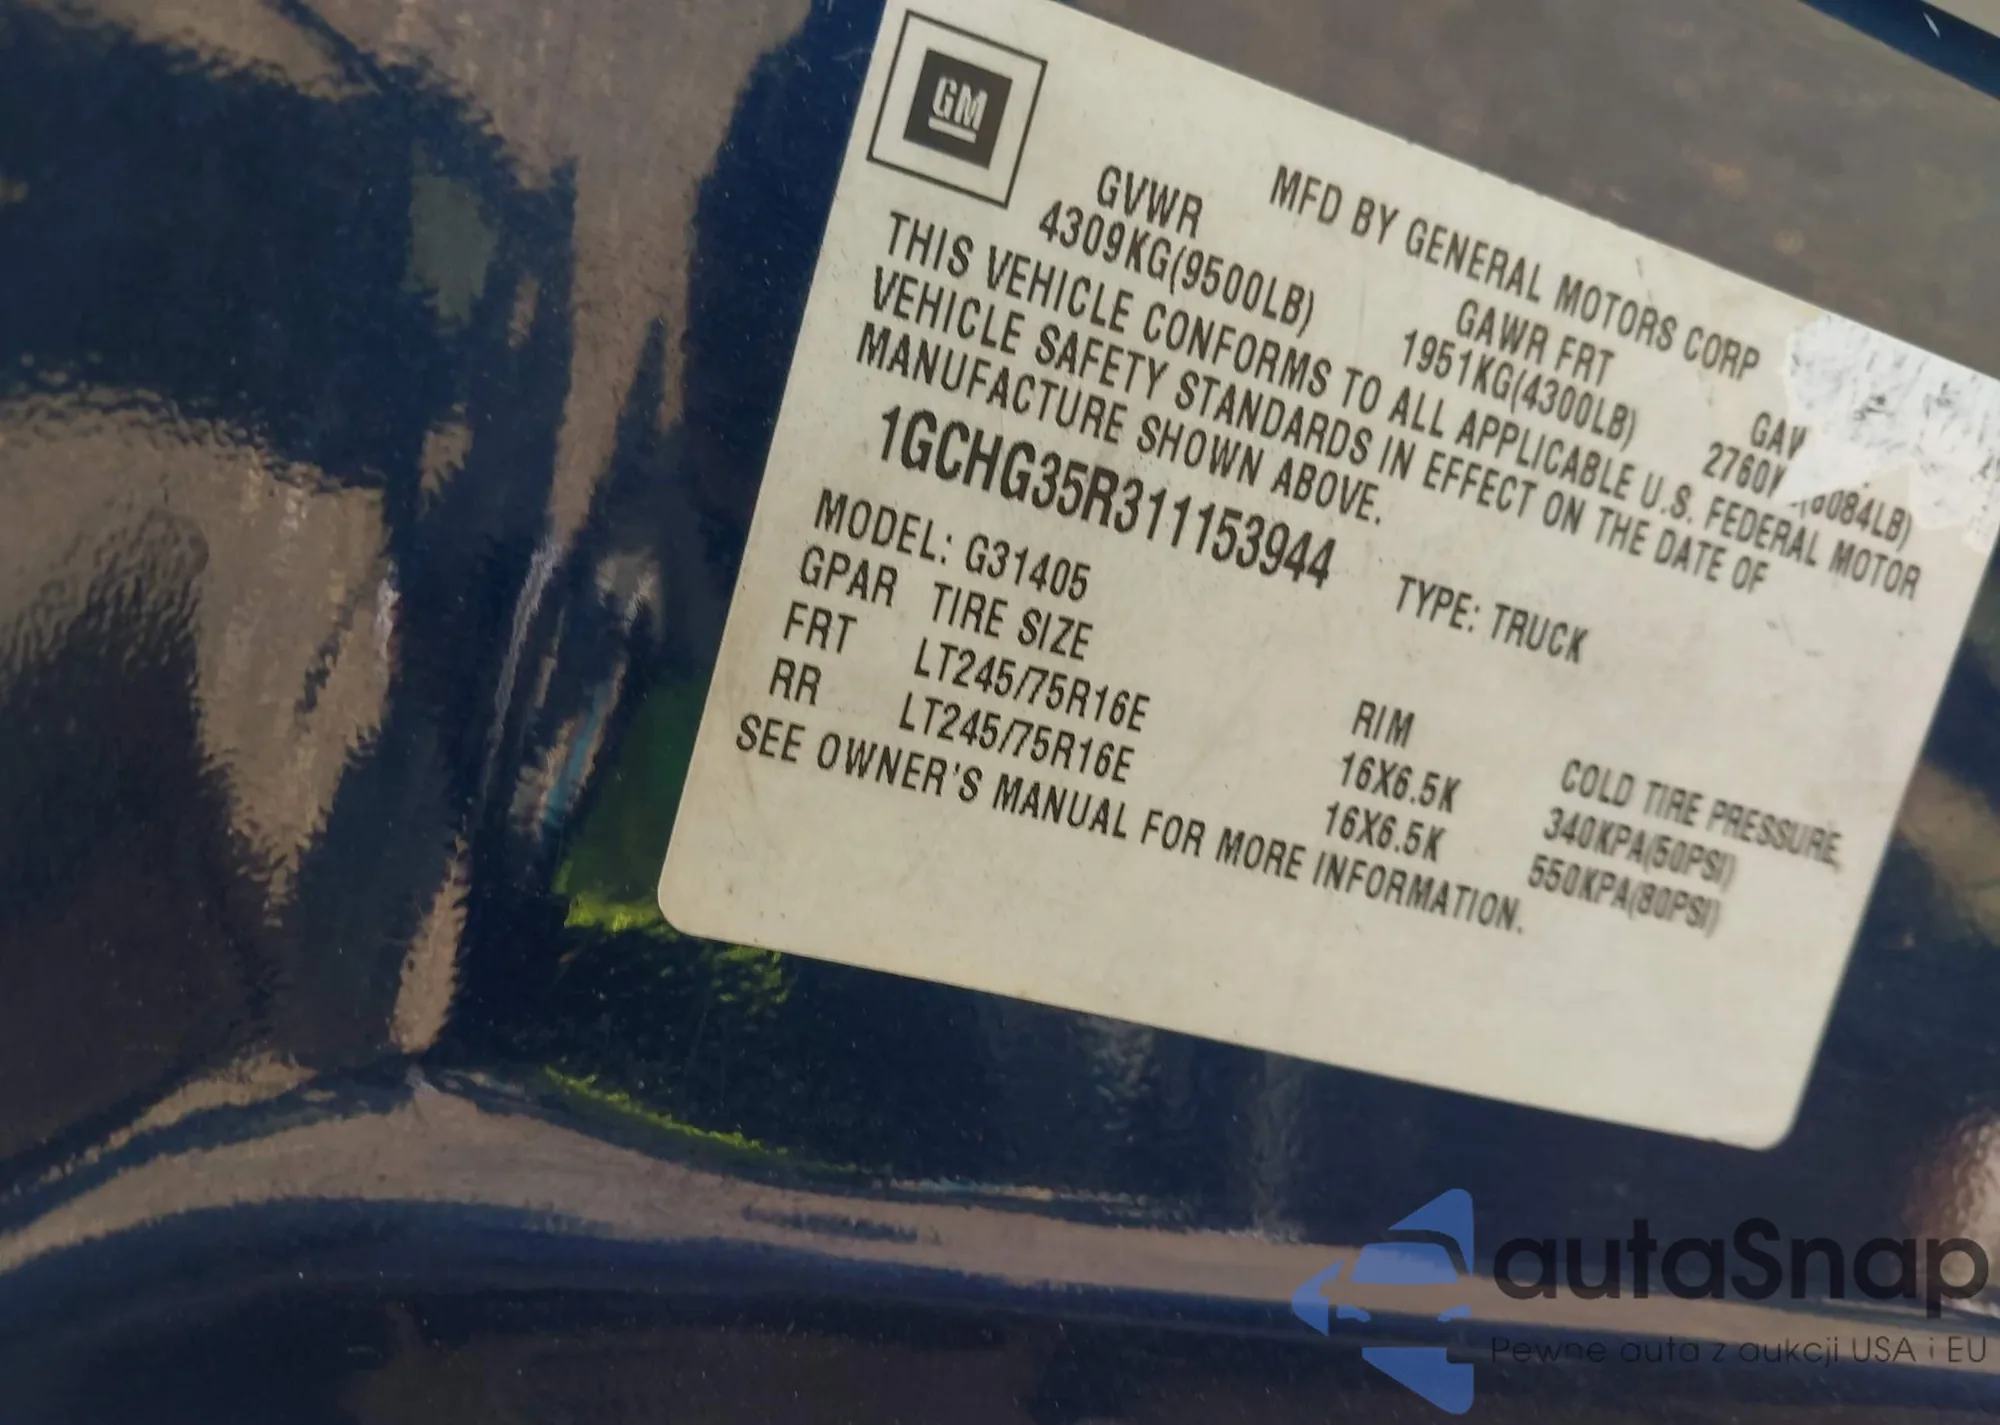 GM
MFD BY GENERAL MOTORS CORP
GVWR GAWR FRT
4309KG(9500LB) 1951KG(4300LB) 2760K
THIS VEHICLE CONFORMS TO ALL APPLICABLE U.S. FEDERAL MOTOR
VEHICLE SAFETY STANDARDS IN EFFECT ON THE DATE OF
MANUFACTURE SHOWN ABOVE.
1GCHG35R311153944 TYPE: TRUCK
MODEL: G31405
GPAR TIRE SIZE RIM COLD TIRE PRESSURE
FRT LT245/75R16E 16X6.5K 340KPA(50PSI)
RR LT245/75R16E 16X6.5K 550KPA(80PSI)
SEE OWNER'S MANUAL FOR MORE INFORMATION.
autaSnap
Pewne auta z aukcji USA i EU